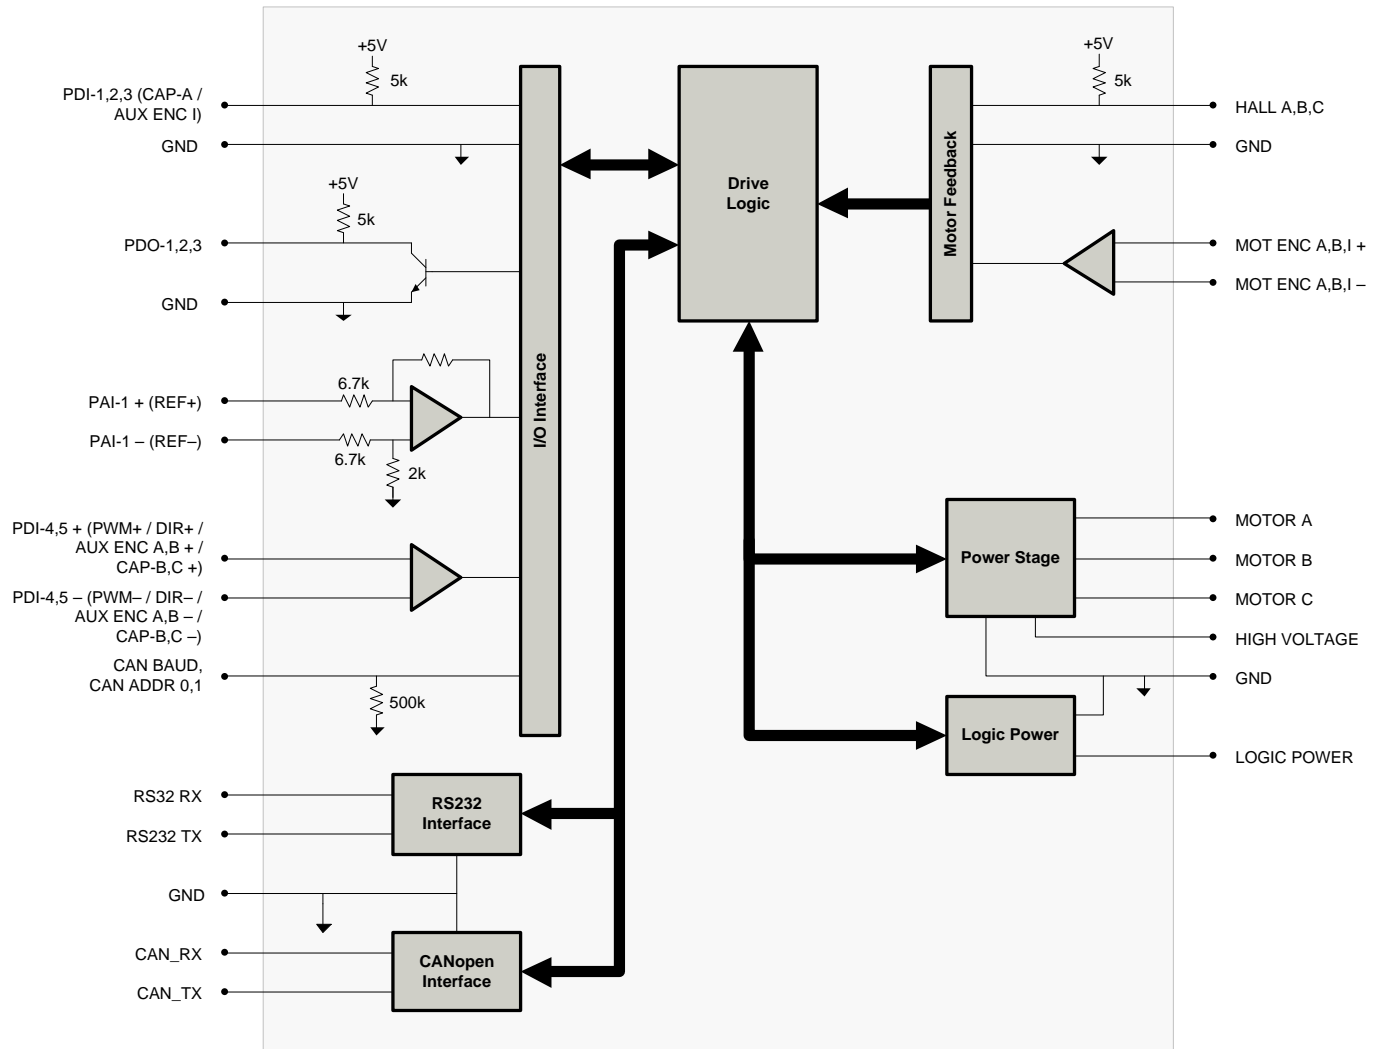 +5V
5k
PDI-1,2,3 (CAP-A /
AUX ENC I)
GND
+5V
5k
PDO-1,2,3
GND
6.7k
PAI-1 + (REF+)
PAI-1 – (REF–)
6.7k
2k
PDI-4,5 + (PWM+ / DIR+ /
AUX ENC A,B + /
CAP-B,C +)
PDI-4,5 – (PWM– / DIR– /
AUX ENC A,B – /
CAP-B,C –)
CAN BAUD,
CAN ADDR 0,1
500k
I/O Interface
RS32 RX
RS232 TX
RS232
Interface
GND
CAN_RX
CAN_TX
CANopen
Interface
Drive
Logic
Motor Feedback
+5V
5k
HALL A,B,C
GND
MOT ENC A,B,I +
MOT ENC A,B,I –
Power Stage
MOTOR A
MOTOR B
MOTOR C
HIGH VOLTAGE
GND
Logic Power
LOGIC POWER